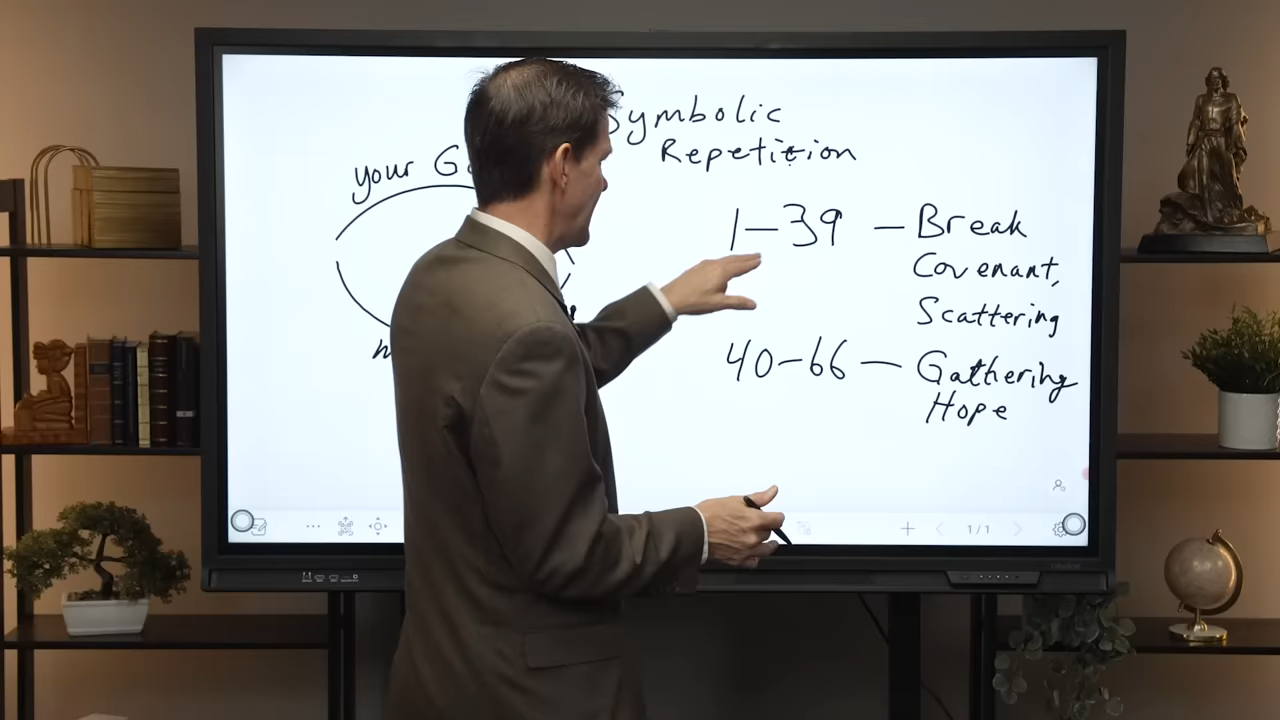 Symbolic
Repetition
your
1-39 - Break
Covenant,
Scattering
40-66 - Gathering
Hope
1/1